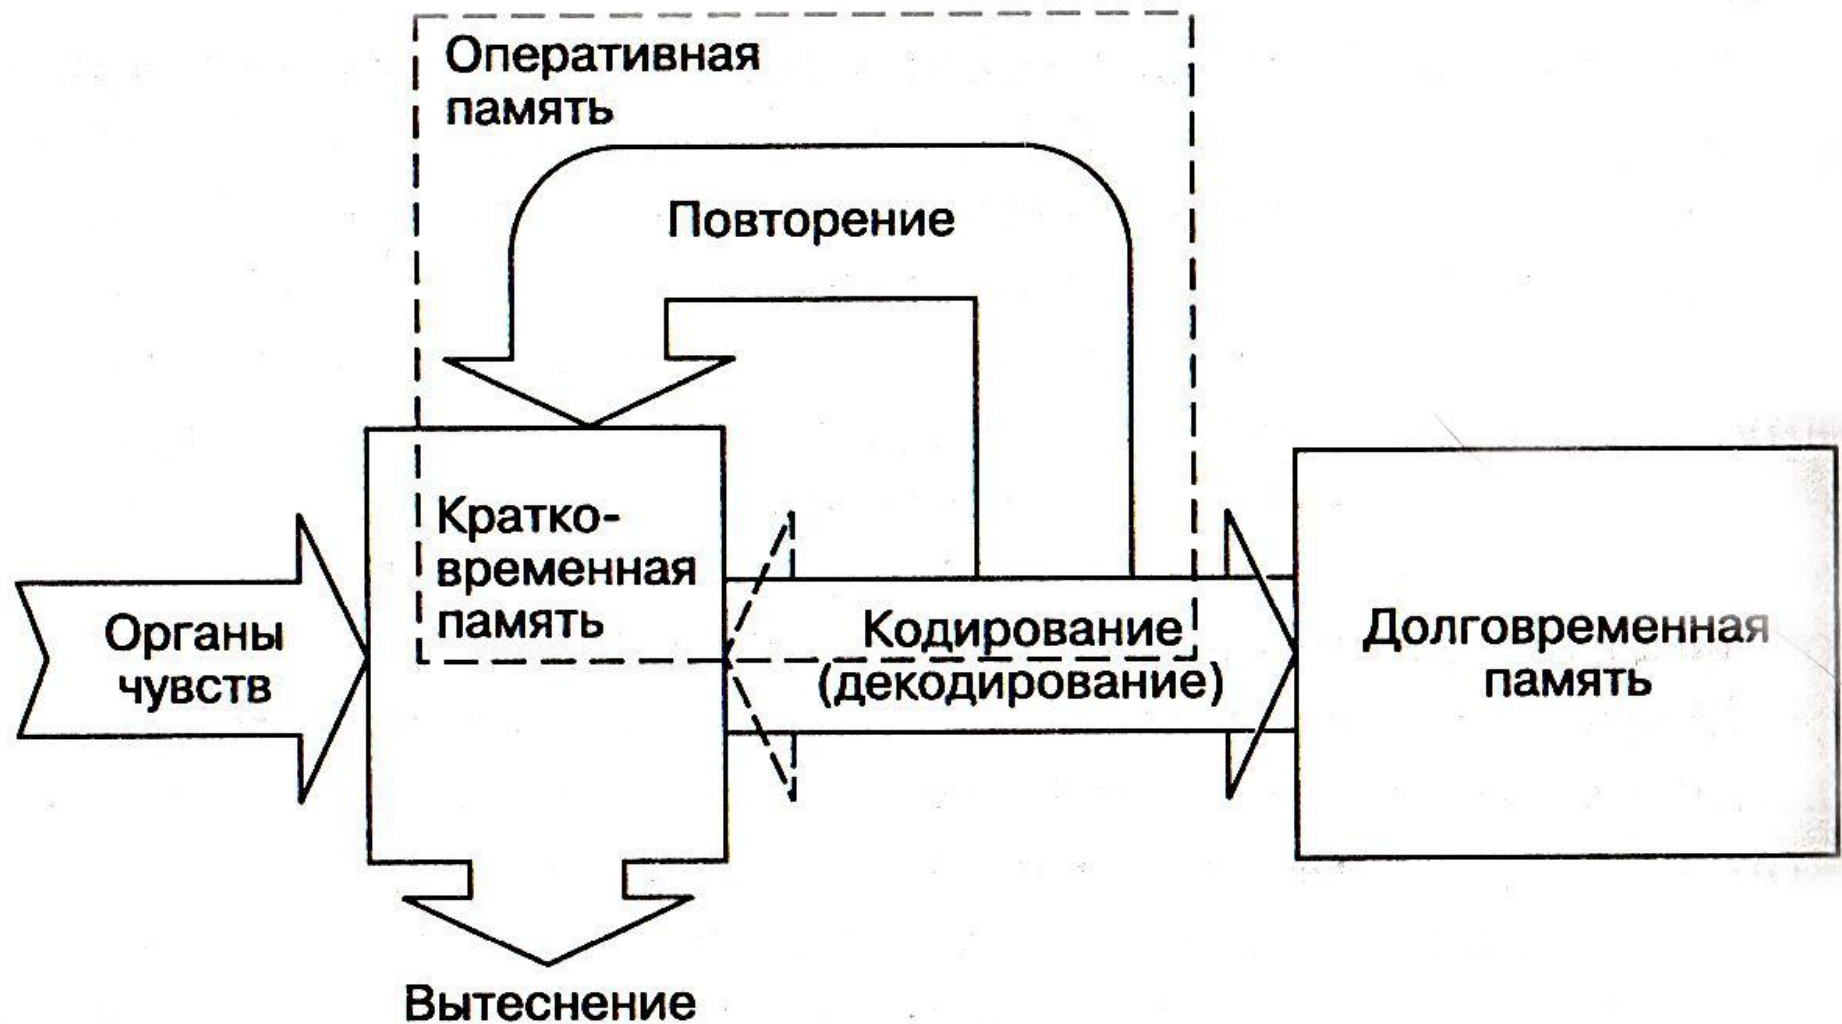 Оперативная
память
Повторение
Кратко-
временная
память
Органы
чувств
Кодирование
(декодирование)
Долговременная
память
Вытеснение